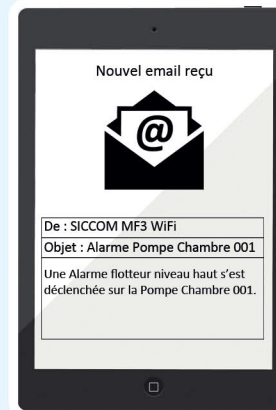 Nouvel email reçu
@
De : SICCOM MF3 WiFi
Objet : Alarme Pompe Chambre 001
Une Alarme flotteur niveau haut s’est
déclenchée sur la Pompe Chambre 001.